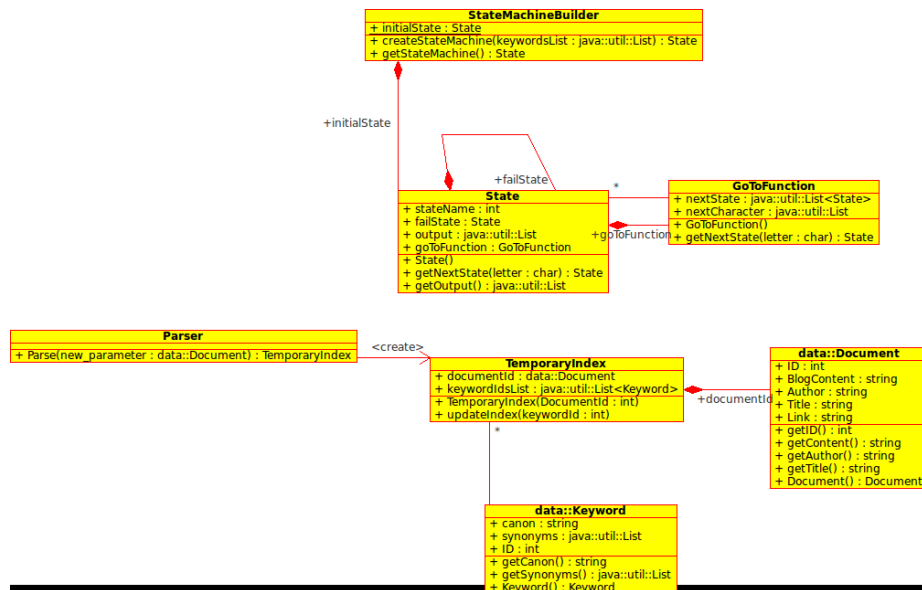 StateMachineBuilder
+ initialState : State
+ createStateMachine(keywordsList : java::util::List) : State
+ getStateMachine() : State
+initialState
+failState
*
State
+ stateName : int
+ failState : State
+ output : java::util::List
+ goToFunction : GoToFunction
+ State()
+ getNextState(letter : char) : State
+ getOutput() : java::util::List
+goToFunction
GoToFunction
+ nextState : java::util::List<State>
+ nextCharacter : java::util::List
+ GoToFunction()
+ getNextState(letter : char) : State
Parser
+ Parse(new_parameter : data::Document) : TemporaryIndex
<create>
TemporaryIndex
+ documentId : data::Document
+ keywordIdsList : java::util::List<Keyword>
+ TemporaryIndex(DocumentId : int)
+ updateIndex(keywordId : int)
+documentId
data::Document
+ ID : int
+ BlogContent : string
+ Author : string
+ Title : string
+ Link : string
+ getID() : int
+ getContent() : string
+ getAuthor() : string
+ getTitle() : string
+ Document() : Document
*
data::Keyword
+ canon : string
+ synonyms : java::util::List
+ ID : int
+ getCanon() : string
+ getSynonyms() : java::util::List
+ Keyword() : Keyword